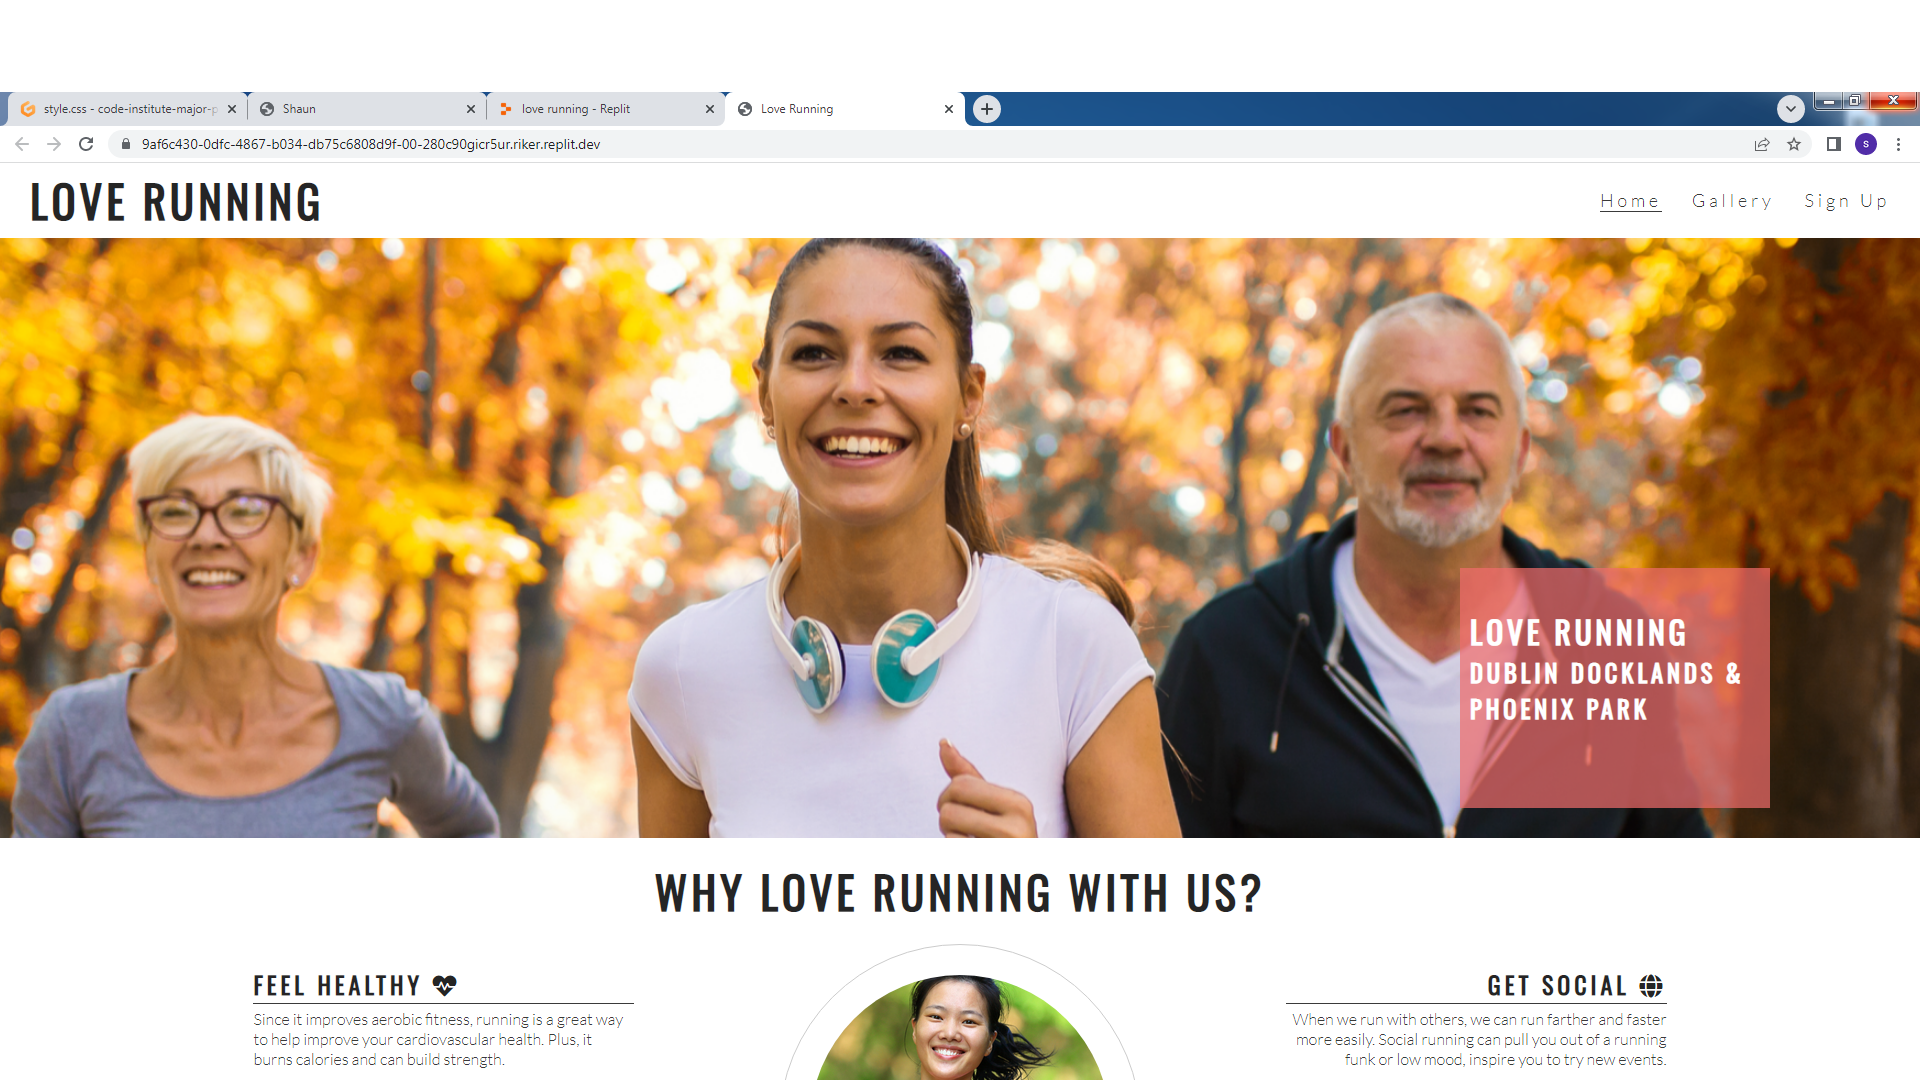 style.css - code-institute-major-p
Shaun
love running - Replit
Love Running
9af6c430-0dfc-4867-b034-db75c6808d9f-00-280c90gicr5ur.riker.replit.dev
S
LOVE RUNNING
Home
Gallery
Sign Up
LOVE RUNNING
DUBLIN DOCKLANDS &
PHOENIX PARK
WHY LOVE RUNNING WITH US?
FEEL HEALTHY
Since it improves aerobic fitness, running is a great way
to help improve your cardiovascular health. Plus, it
burns calories and can build strength.
GET SOCIAL
When we run with others, we can run farther and faster
more easily. Social running can pull you out of a running
funk or low mood, inspire you to try new events.